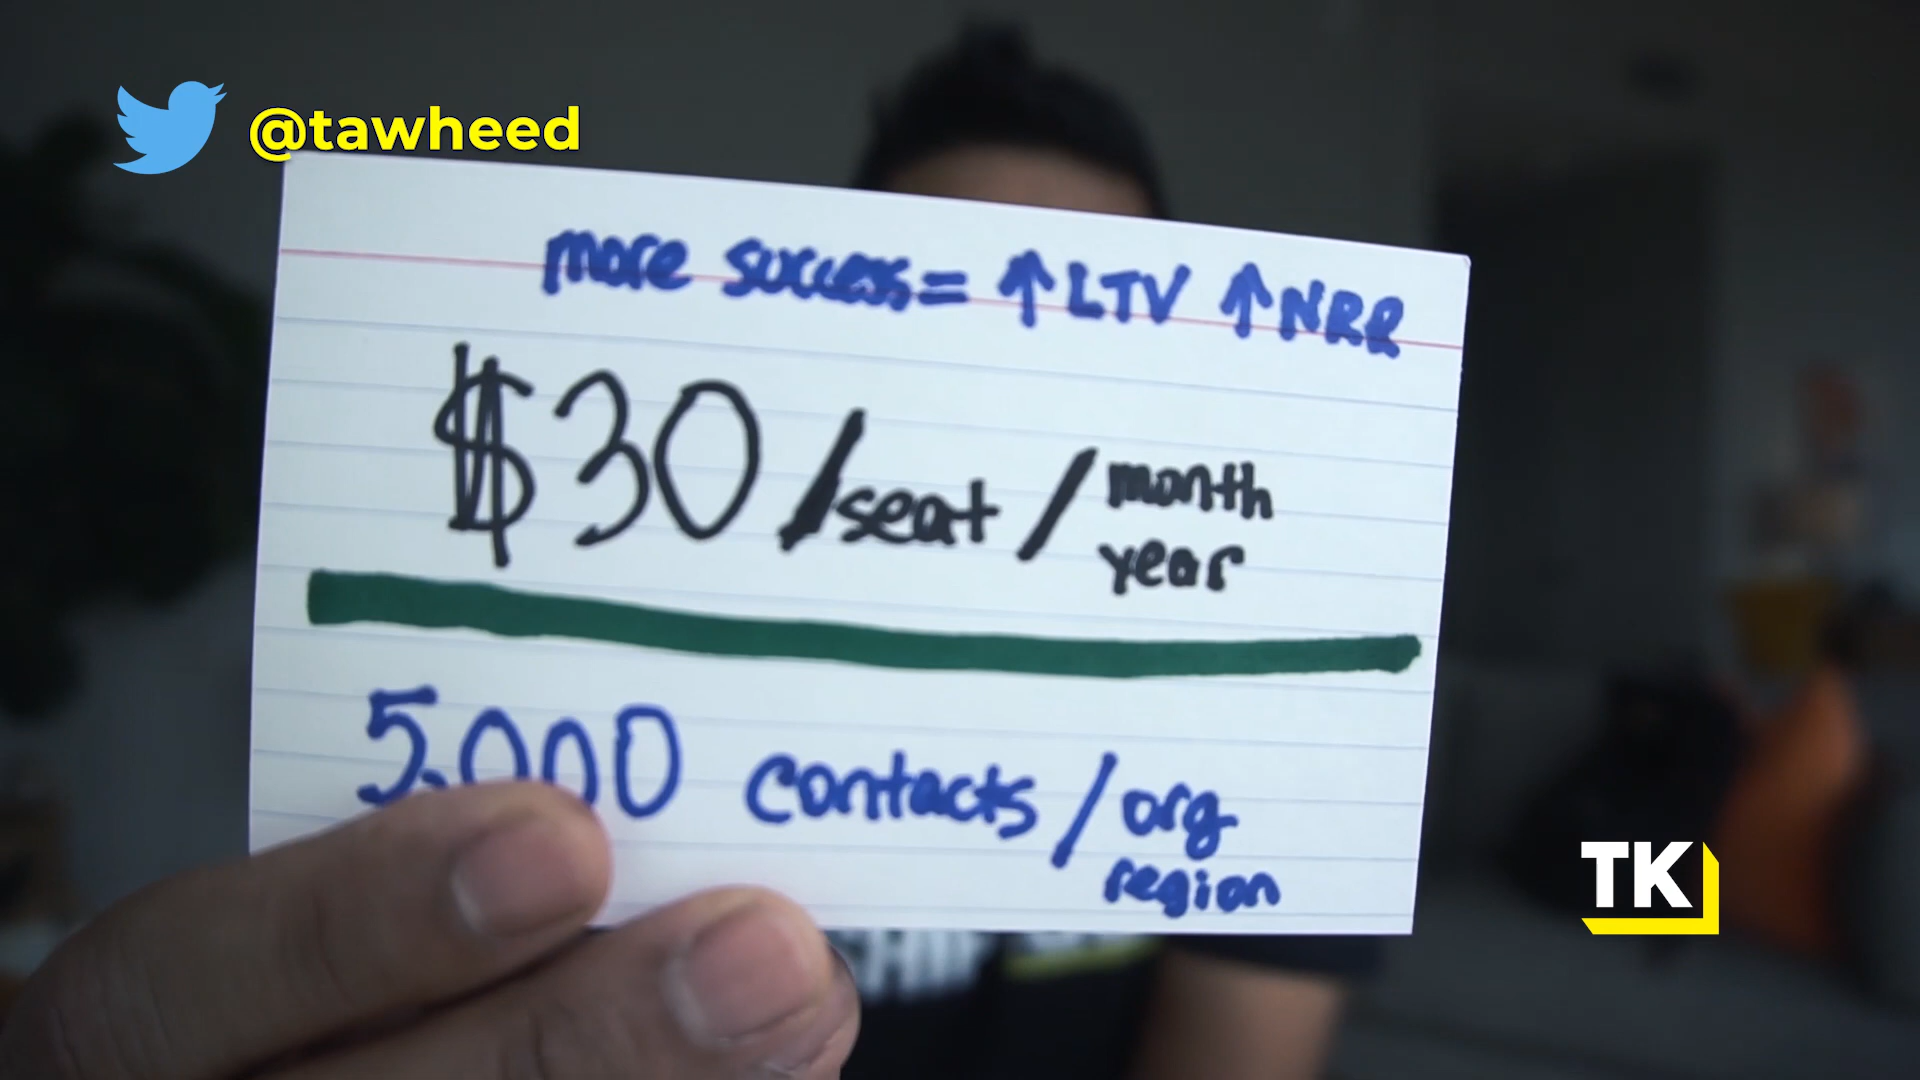 @tawheed
more success = ↑ LTV ↑ NRR
$30/seat/month
year
5,000 contacts/org
region
TK